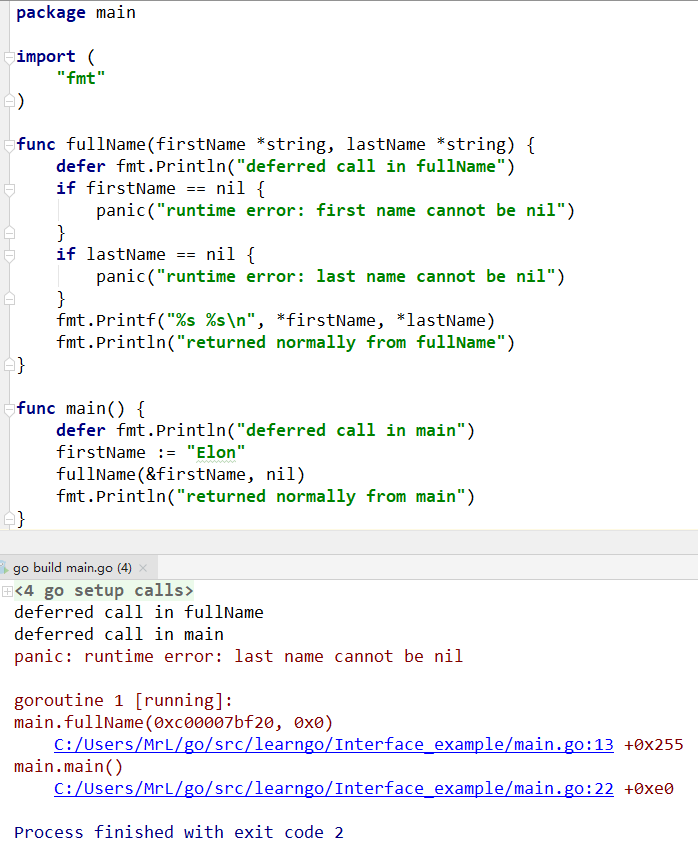 package main
import (
"fmt"
)
func fullName(firstName *string, lastName *string) {
defer fmt.Println("deferred call in fullName")
if firstName == nil {
panic("runtime error: first name cannot be nil")
}
if lastName == nil {
panic("runtime error: last name cannot be nil")
}
fmt.Printf("%s %s\n", *firstName, *lastName)
fmt.Println("returned normally from fullName")
}
func main() {
defer fmt.Println("deferred call in main")
firstName := "Elon"
fullName(&firstName, nil)
fmt.Println("returned normally from main")
}
go build main.go (4) ×
<4 go setup calls>
deferred call in fullName
deferred call in main
panic: runtime error: last name cannot be nil
goroutine 1 [running]:
main.fullName(0xc00007bf20, 0x0)
C:/Users/MrL/go/src/learngo/Interface_example/main.go:13 +0x255
main.main()
C:/Users/MrL/go/src/learngo/Interface_example/main.go:22 +0xe0
Process finished with exit code 2